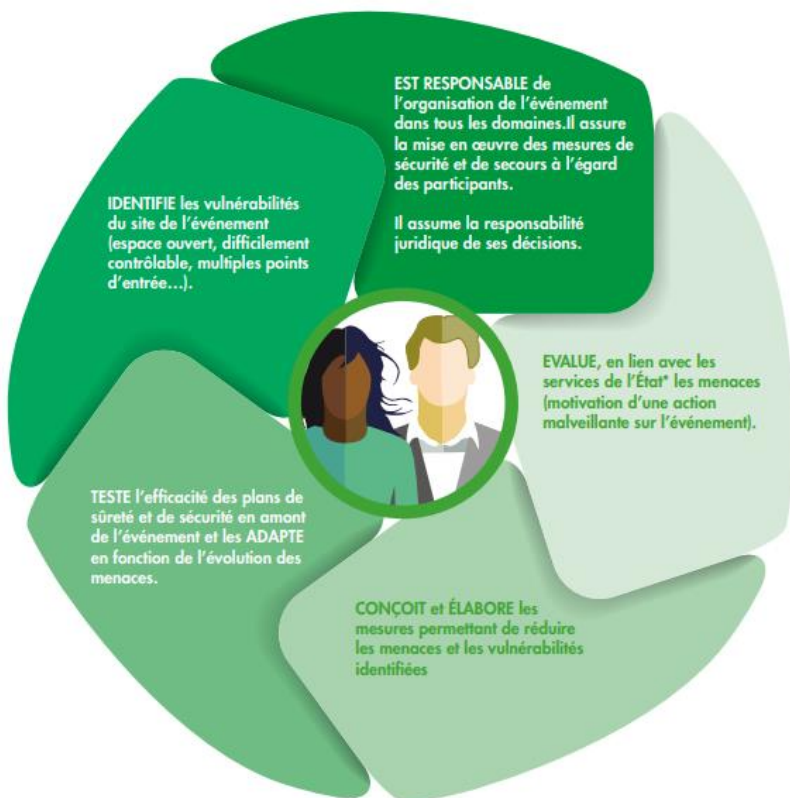 EST RESPONSABLE de
l'organisation de l'événement
dans tous les domaines.Il assure
la mise en œuvre des mesures de
sécurité et de secours à l'égard
des participants.
Il assume la responsabilité
juridique de ses décisions.
EVALUE, en lien avec les
services de l'État* les menaces
(motivation d'une action
malveillante sur l'événement).
CONÇOIT et ÉLABORE les
mesures permettant de réduire
les menaces et les vulnérabilités
identifiées
TESTE l'efficacité des plans de
sûreté et de sécurité en amont
de l'événement et les ADAPTE
en fonction de l'évolution des
menaces.
IDENTIFIE les vulnérabilités
du site de l'événement
(espace ouvert, difficilement
contrôlable, multiples points
d'entrée...).